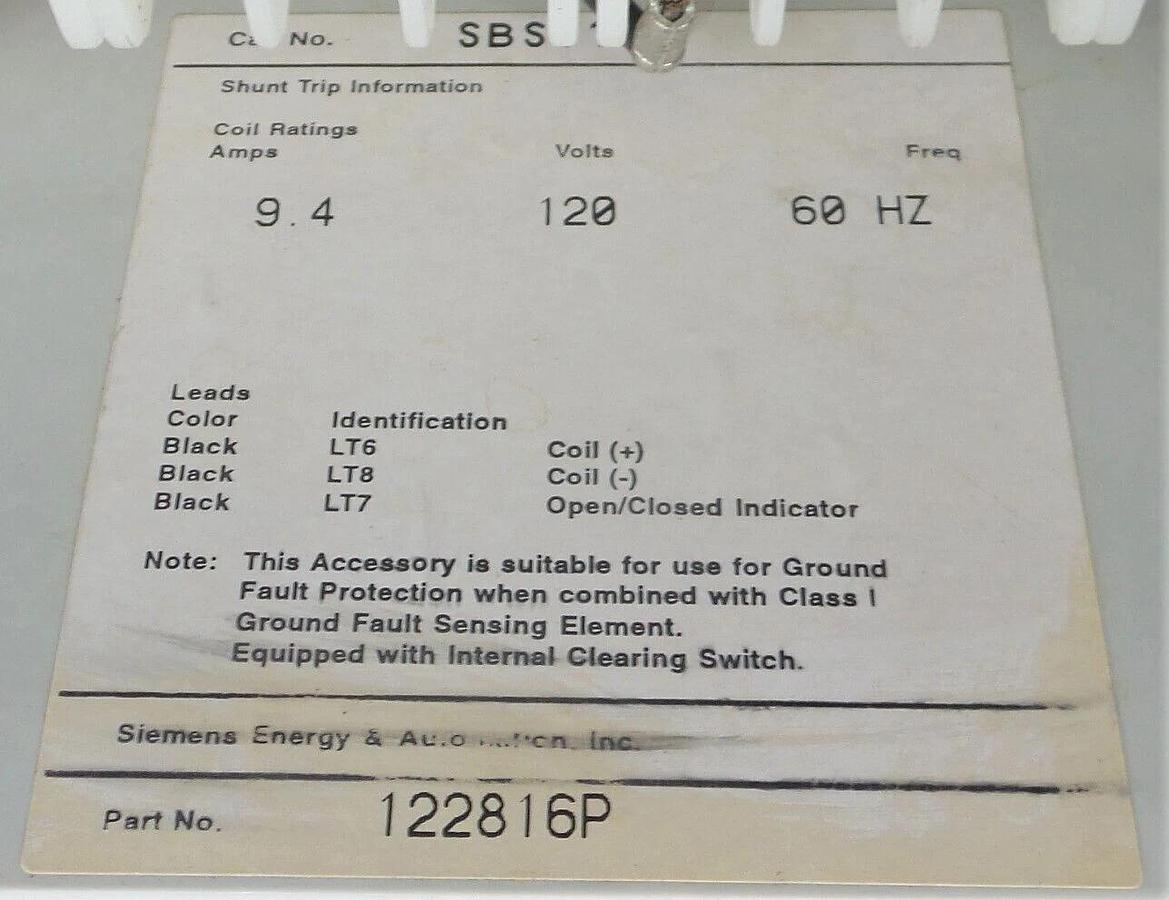 No. SBS
Shunt Trip Information
Coil Ratings
Amps Volts Freq
9.4 120 60 HZ
Leads
Color Identification
Black LT6 Coil (+)
Black LT8 Coil (-)
Black LT7 Open/Closed Indicator
Note: This Accessory is suitable for use for Ground
Fault Protection when combined with Class I
Ground Fault Sensing Element.
Equipped with Internal Clearing Switch.
Siemens Energy & Inc.
Part No. 122816P